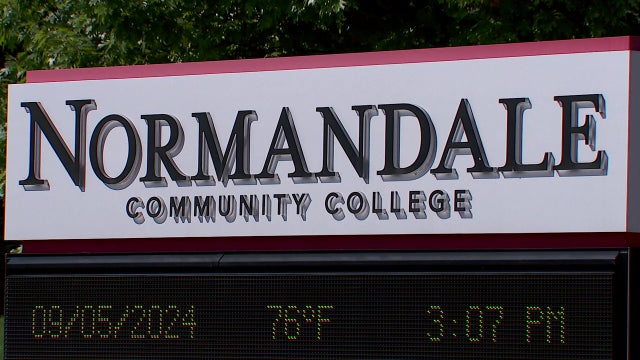 NORMANDALE
COMMUNITY COLLEGE
09/05/2024 76°F 3:07 PM